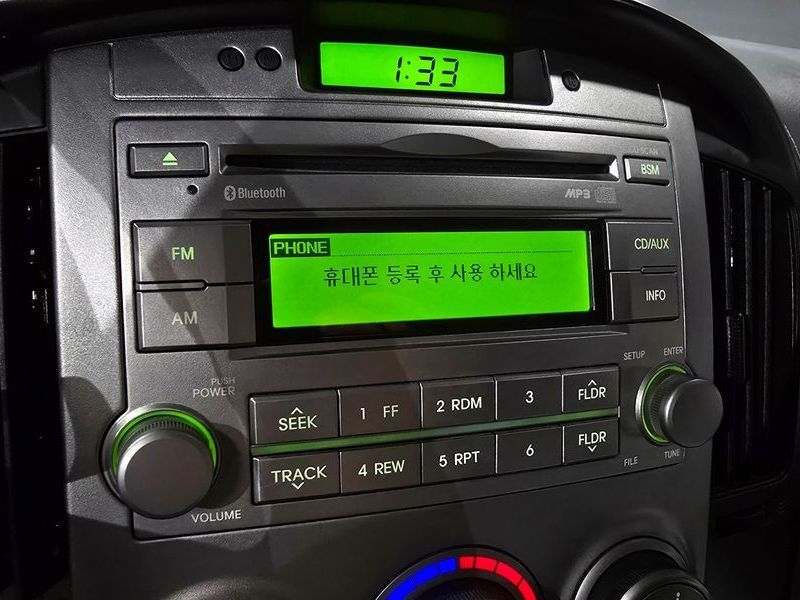 1:33
BSM
Bluetooth
MP3
FM
PHONE
CD/AUX
휴대폰 등록 후 사용 하세요
AM
INFO
PUSH
POWER
SETUP
ENTER
SEEK
1 FF
2 RDM
3
FLDR
TRACK
4 REW
5 RPT
6
FLDR
VOLUME
FILE
TUNE